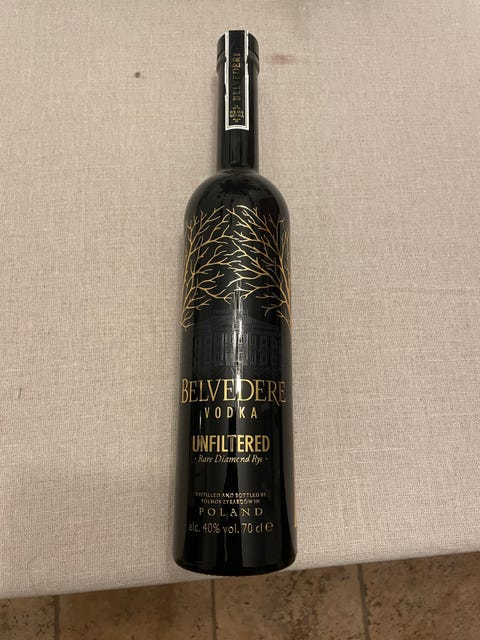 BELVEDERE
BELVEDERE
VODKA
UNFILTERED
· Rare Diamond Rye ·
DISTILLED AND BOTTLED BY
POLMOS ŻYRARDÓW IN
POLAND
alc. 40% vol. 70 cl ℮